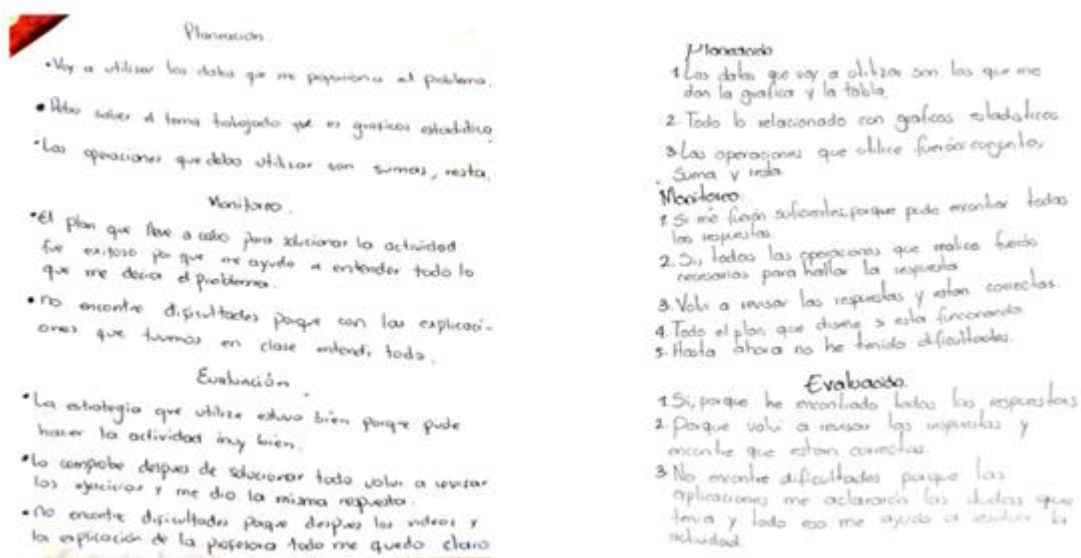 Planeación.
• Voy a utilizar los datos que me proporciona el problema.
• Debo saber el tema trabajado que es graficos estadistico
• Las operaciones que debo utilizar son sumas, resta.
Monitoreo.
• El plan que lleve a cabo para solucionar la actividad
fue exitoso por que me ayudo a entender todo lo
que me decia el problema.
• no encontre dificultades porque con las explicaci-
ones que tuvimos en clase entendi todo.
Evaluación
• La estrategia que utilize estuvo bien porque pude
hacer la actividad muy bien.
• Lo comprobe despues de solucionar todo volvi a revisar
los ejercicios y me dio la misma respuesta.
• no encontre dificultades porque despues los videos y
la explicación de la profesora todo me quedo claro
Planeacido
1 Los datos que voy a utilizar son los que me
dan la grafica y la tabla.
2. Todo lo relacionado con graficas estadisticas.
3 Las operaciones que utilice fuerón conjunto,
Suma y resta.
Monitoreo.
1. Si me fuerón suficientes, porque pude encontrar todas
las respuestas.
2. Si, todas las operaciones que realice fuerón
necesarias para hallar la respuesta
3. Volvi a revisar las respuestas y estan correctas.
4. Todo el plan que diseñe si esta funcionando
5. Hasta ahora no he tenido dificultades.
Evaluación.
1 Si, porque he encontrado todas las respuestas
2. Porque volvi a revisar las respuestas y
encontre que estan correctas
3 No encontre dificultades porque las
explicaciones me aclararón las dudas que
tenia y todo eso me ayudo a resolver la
actividad.